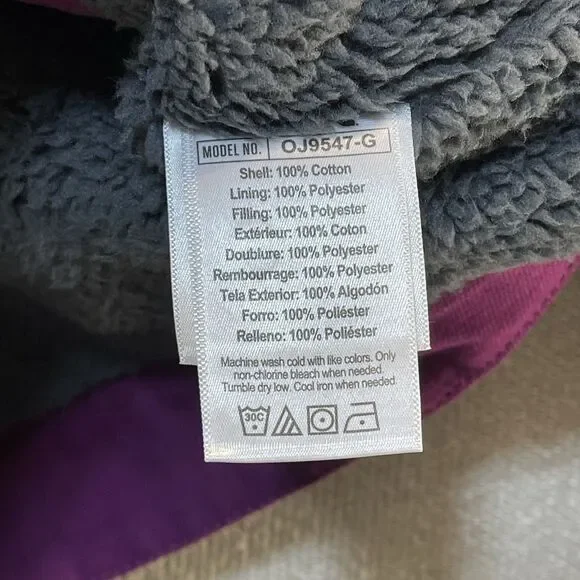 MODEL NO. OJ9547-G
Shell: 100% Cotton
Lining: 100% Polyester
Filling: 100% Polyester
Extérieur: 100% Coton
Doublure: 100% Polyester
Rembourrage: 100% Polyester
Tela Exterior: 100% Algodón
Forro: 100% Poliéster
Relleno: 100% Poliéster
Machine wash cold with like colors. Only
non-chlorine bleach when needed.
Tumble dry low. Cool iron when needed.
30C